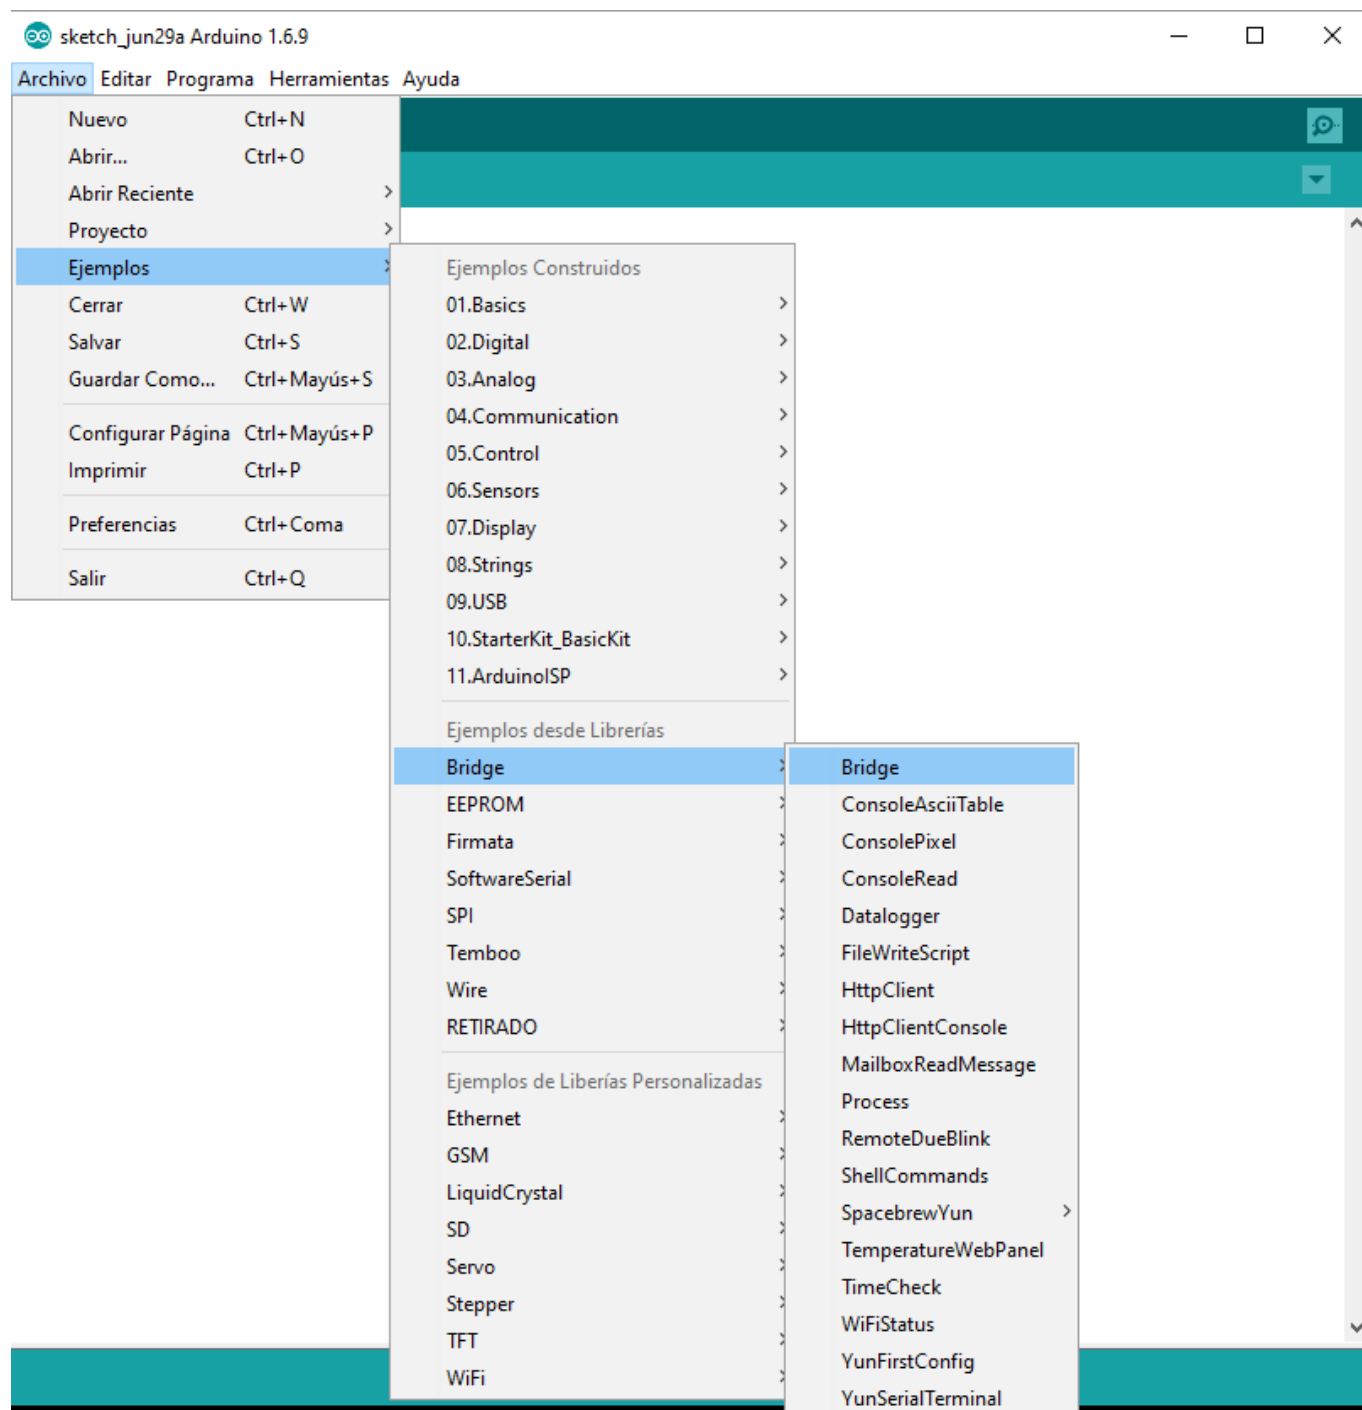 sketch_jun29a Arduino 1.6.9
Archivo Editar Programa Herramientas Ayuda
Nuevo Ctrl+N
Abrir... Ctrl+O
Abrir Reciente
Proyecto
Ejemplos
Cerrar Ctrl+W
Salvar Ctrl+S
Guardar Como... Ctrl+Mayús+S
Configurar Página Ctrl+Mayús+P
Imprimir Ctrl+P
Preferencias Ctrl+Coma
Salir Ctrl+Q
Ejemplos Construidos
01.Basics
02.Digital
03.Analog
04.Communication
05.Control
06.Sensors
07.Display
08.Strings
09.USB
10.StarterKit_BasicKit
11.ArduinoISP
Ejemplos desde Librerías
Bridge
EEPROM
Firmata
SoftwareSerial
SPI
Temboo
Wire
RETIRADO
Ejemplos de Liberías Personalizadas
Ethernet
GSM
LiquidCrystal
SD
Servo
Stepper
TFT
WiFi
Bridge
ConsoleAsciiTable
ConsolePixel
ConsoleRead
Datalogger
FileWriteScript
HttpClient
HttpClientConsole
MailboxReadMessage
Process
RemoteDueBlink
ShellCommands
SpacebrewYun
TemperatureWebPanel
TimeCheck
WiFiStatus
YunFirstConfig
YunSerialTerminal